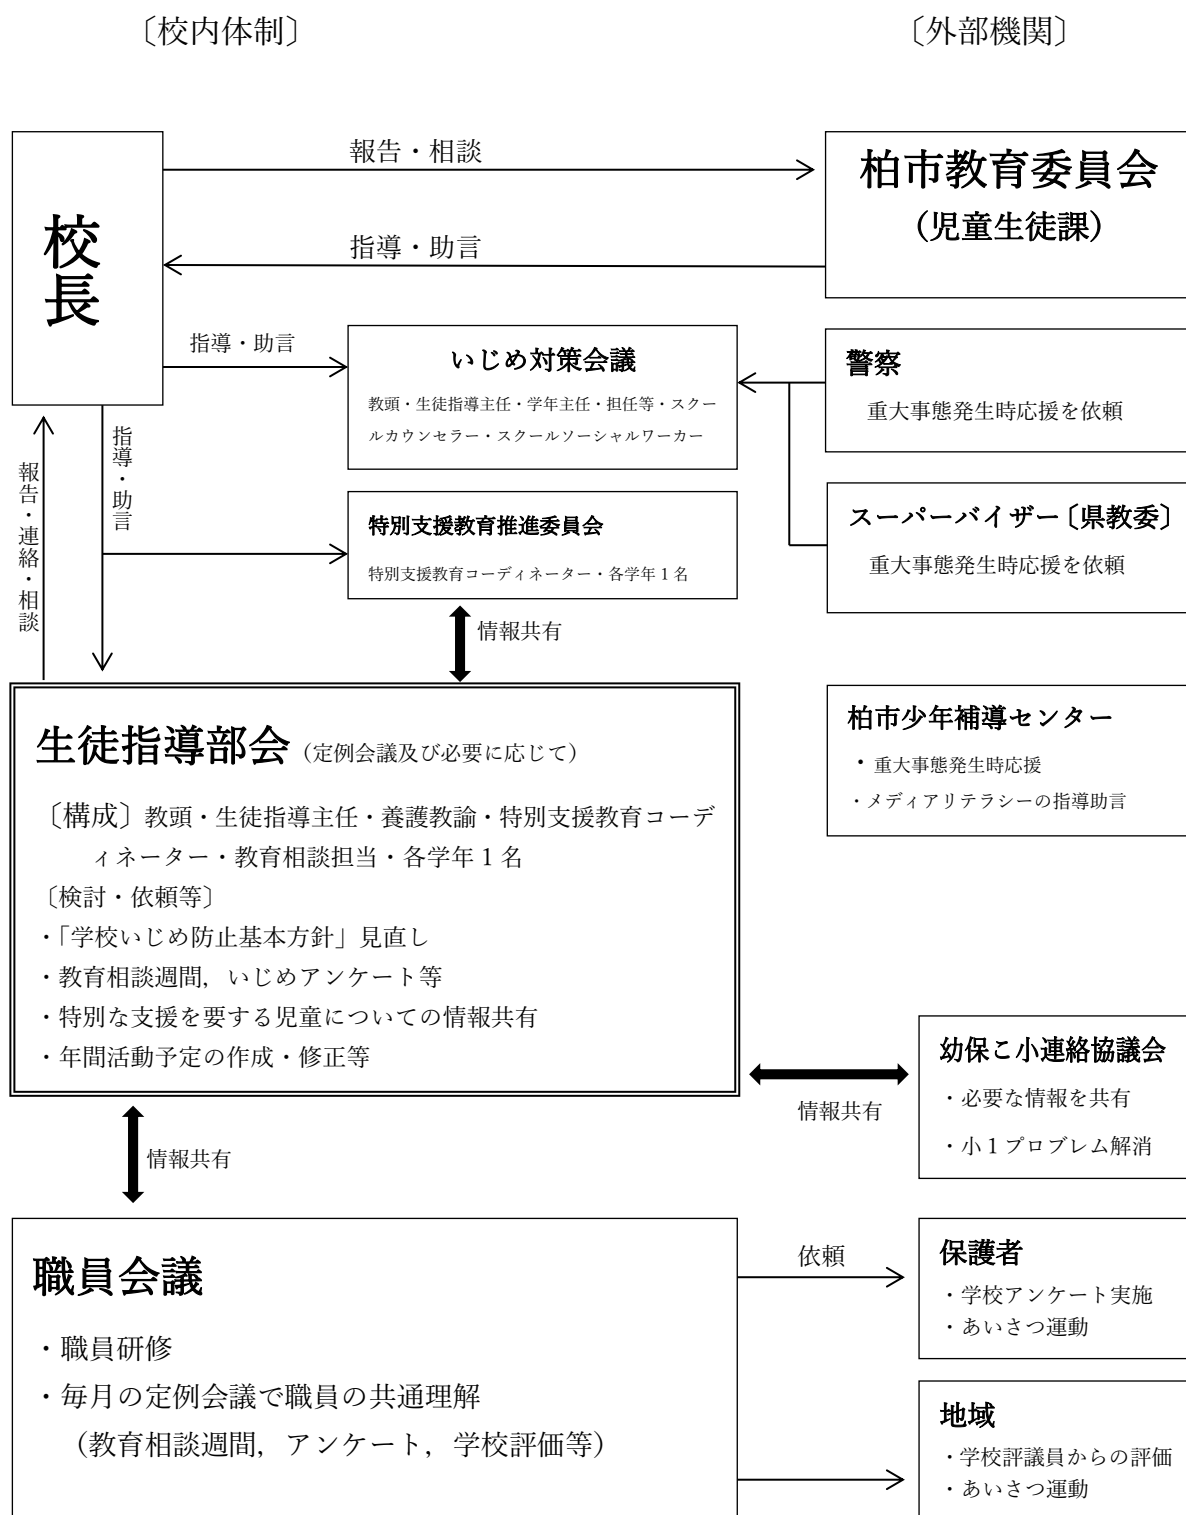 〔校内体制〕
〔外部機関〕
校長
報告・相談
指導・助言
柏市教育委員会
（児童生徒課）
指導・助言
いじめ対策会議
教頭・生徒指導主任・学年主任・担任等・スクー
ルカウンセラー・スクールソーシャルワーカー
警察
重大事態発生時応援を依頼
指導・助言
報告・連絡・相談
特別支援教育推進委員会
特別支援教育コーディネーター・各学年１名
スーパーバイザー〔県教委〕
重大事態発生時応援を依頼
情報共有
生徒指導部会（定例会議及び必要に応じて）
〔構成〕教頭・生徒指導主任・養護教諭・特別支援教育コーデ
ィネーター・教育相談担当・各学年１名
〔検討・依頼等〕
・「学校いじめ防止基本方針」見直し
・教育相談週間，いじめアンケート等
・特別な支援を要する児童についての情報共有
・年間活動予定の作成・修正等
柏市少年補導センター
・重大事態発生時応援
・メディアリテラシーの指導助言
情報共有
幼保こ小連絡協議会
・必要な情報を共有
・小１プロブレム解消
情報共有
職員会議
・職員研修
・毎月の定例会議で職員の共通理解
（教育相談週間，アンケート，学校評価等）
依頼
保護者
・学校アンケート実施
・あいさつ運動
地域
・学校評議員からの評価
・あいさつ運動